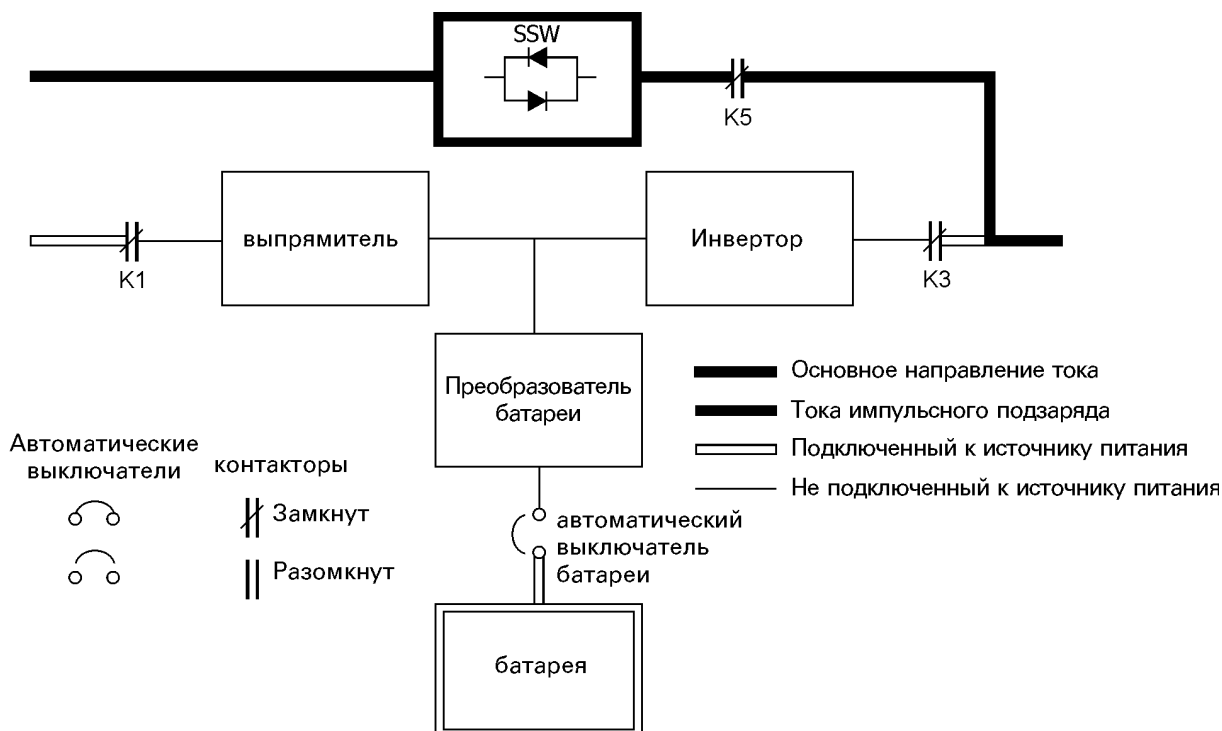 SSW
K5
выпрямитель
Инвертор
K1
K3
Преобразователь
батареи
Основное направление тока
Тока импульсного подзаряда
Подключенный к источнику питания
Не подключенный к источнику питания
Автоматические
выключатели
контакторы
Замкнут
Разомкнут
автоматический
выключатель
батареи
батарея